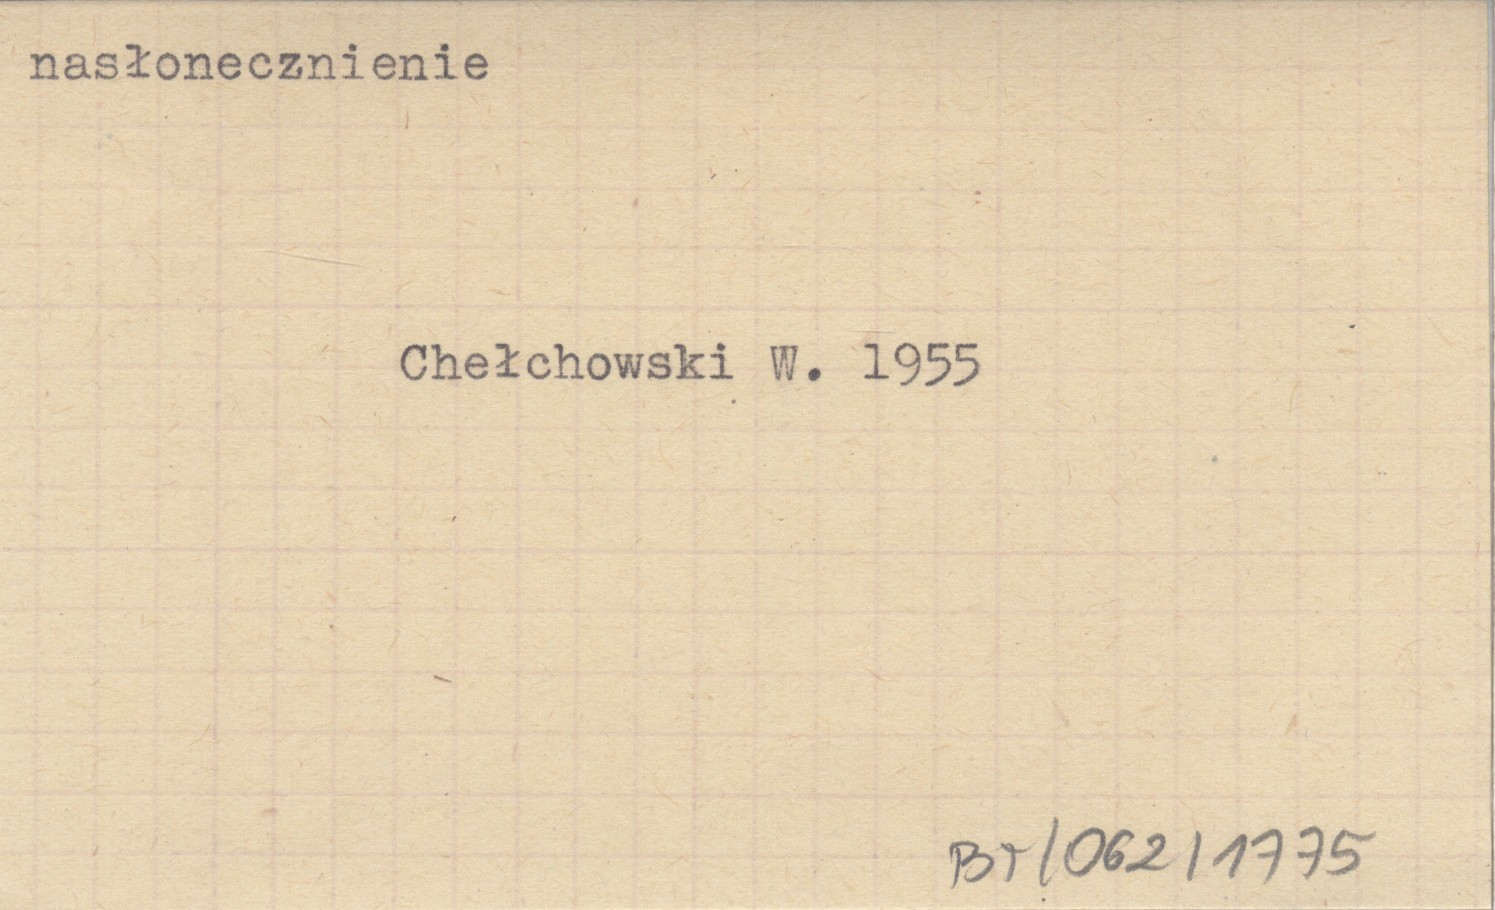 nasłonecznienie
Chełchowski W. 1955
BT/062/1775